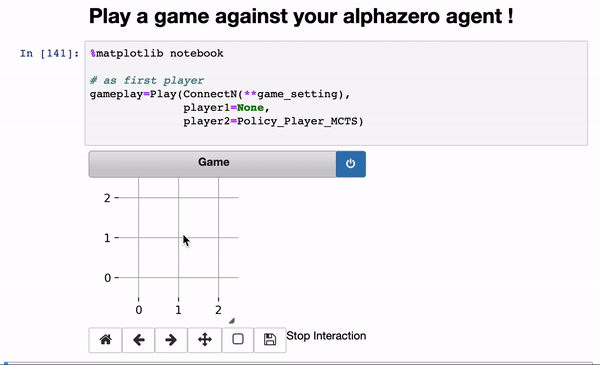 Play a game against your alphazero agent !
In [141]: %matplotlib notebook
# as first player
gameplay=Play(ConnectN(**game_setting),
player1=None,
player2=Policy_Player_MCTS)
Game
2
1
0
0 1 2
Stop Interaction